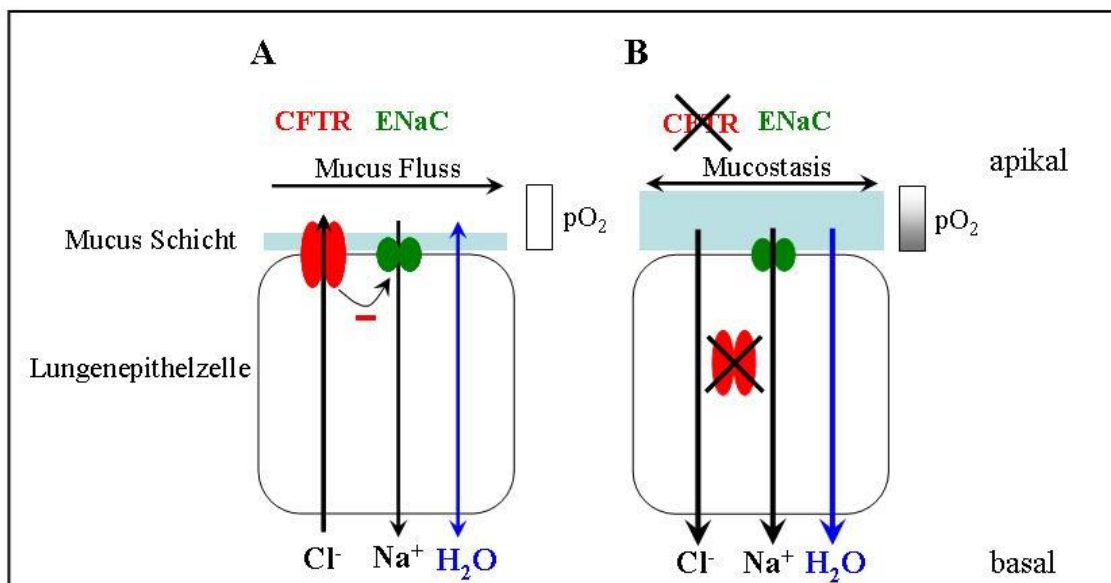 A
B
CFTR ENaC
CFTR ENaC
Mucus Fluss
Mucostasis
apikal
pO₂
pO₂
Mucus Schicht
Lungenepithelzelle
Cl⁻ Na⁺ H₂O
Cl⁻ Na⁺ H₂O
basal